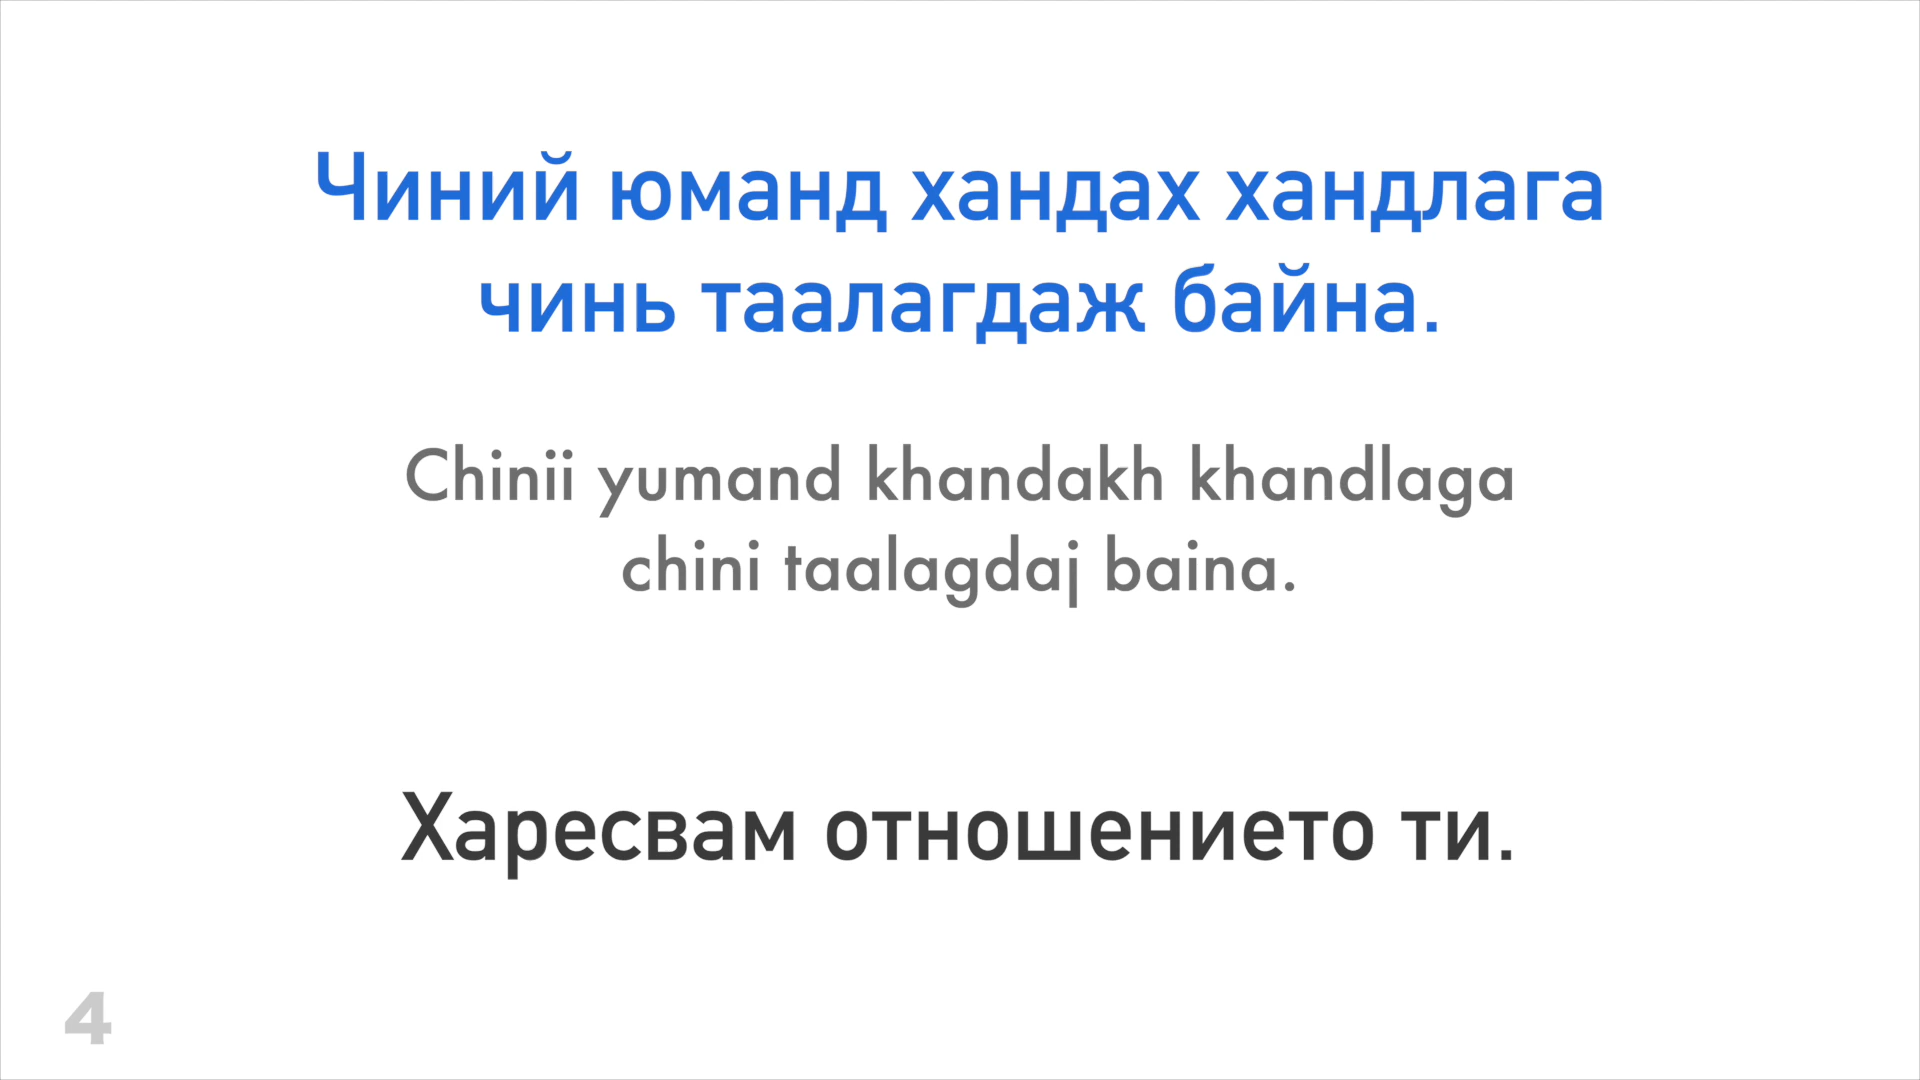 Чиний юманд хандах хандлага
чинь таалагдаж байна.
Chinii yumand khandakh khandlaga
chini taalagdaj baina.
Харесвам отношението ти.
4